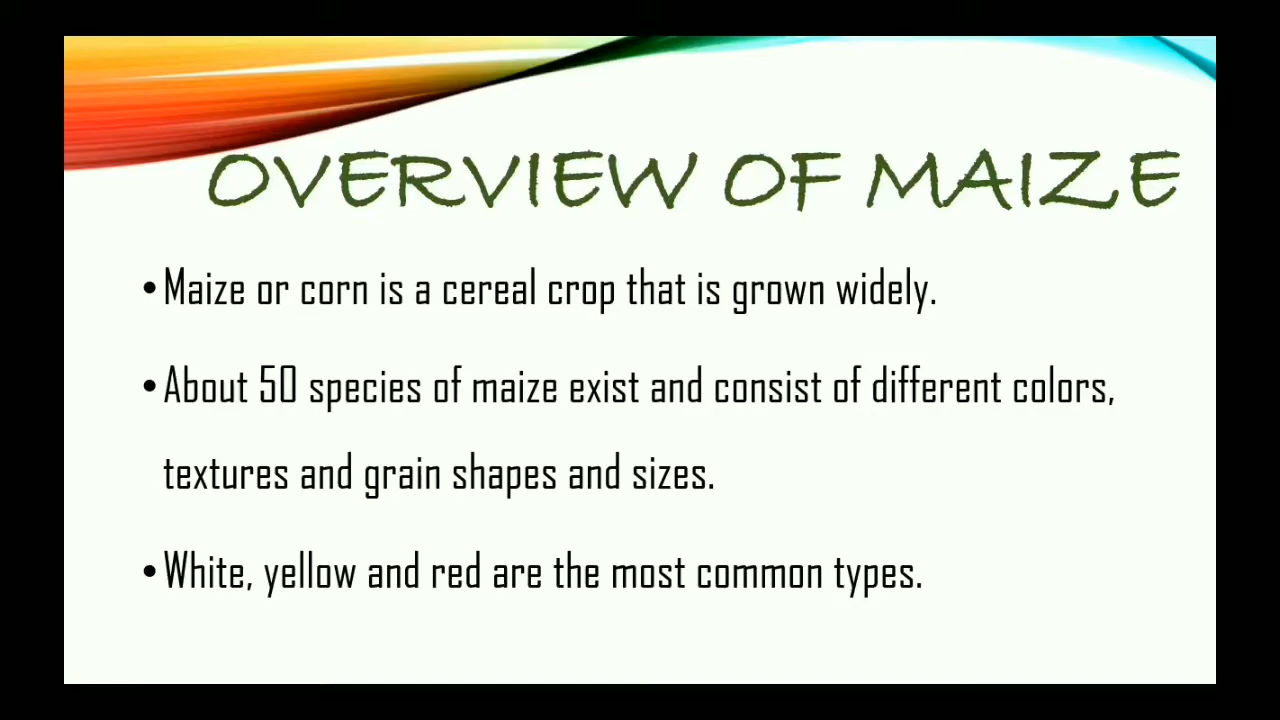 OVERVIEW OF MAIZE
•Maize or corn is a cereal crop that is grown widely.
•About 50 species of maize exist and consist of different colors,
textures and grain shapes and sizes.
•White, yellow and red are the most common types.